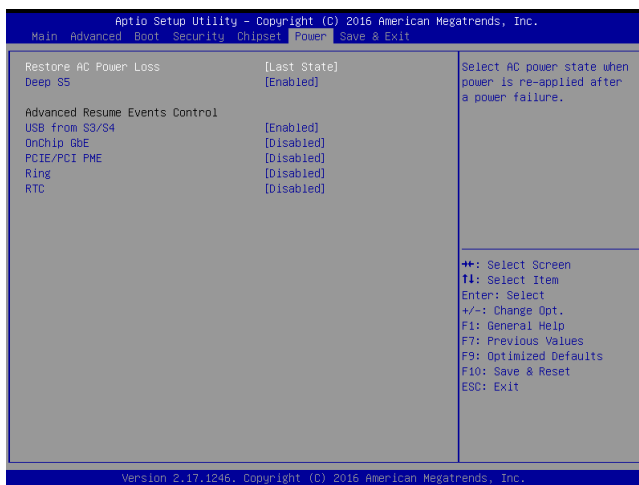 Aptio Setup Utility – Copyright (C) 2016 American Megatrends, Inc.
Main Advanced Boot Security Chipset Power Save & Exit
Restore AC Power Loss [Last State]
Deep S5 [Enabled]
Advanced Resume Events Control
USB from S3/S4 [Enabled]
OnChip GbE [Disabled]
PCIE/PCI PME [Disabled]
Ring [Disabled]
RTC [Disabled]
Select AC power state when
power is re-applied after
a power failure.
→←: Select Screen
↑↓: Select Item
Enter: Select
+/-: Change Opt.
F1: General Help
F7: Previous Values
F9: Optimized Defaults
F10: Save & Reset
ESC: Exit
Version 2.17.1246. Copyright (C) 2016 American Megatrends, Inc.